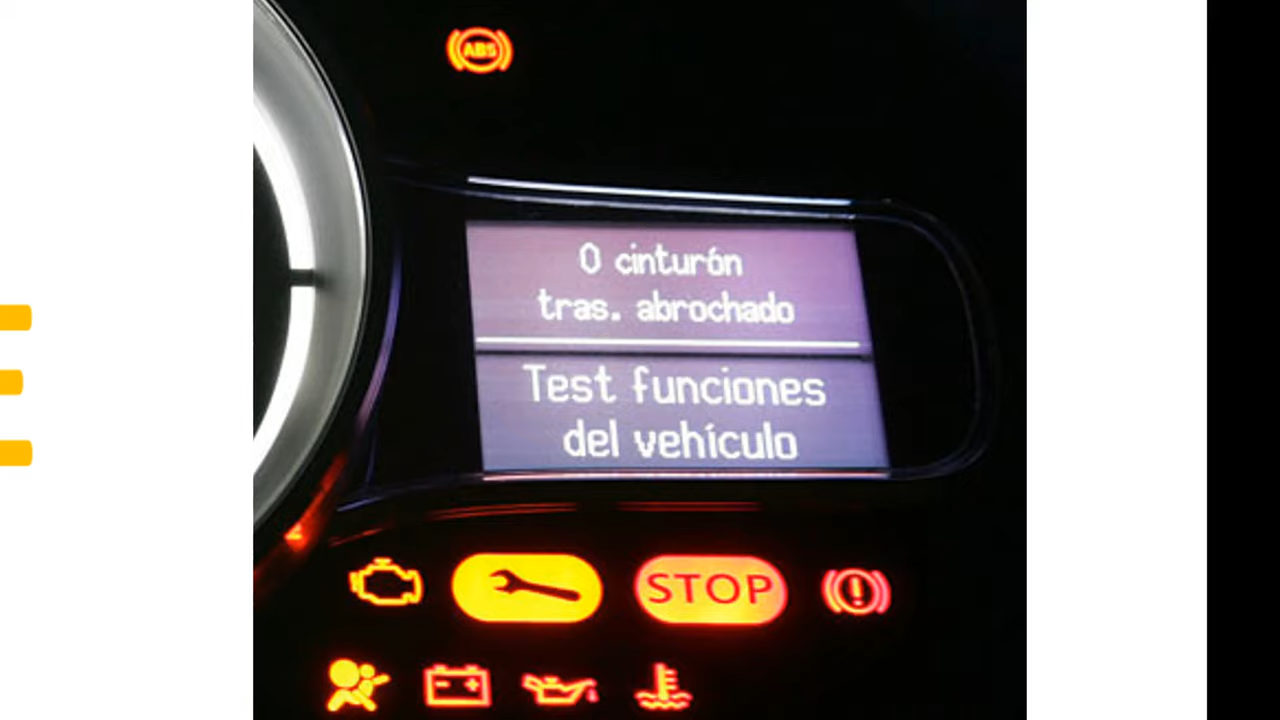 ABS
0 cinturón
tras. abrochado
Test funciones
del vehículo
STOP